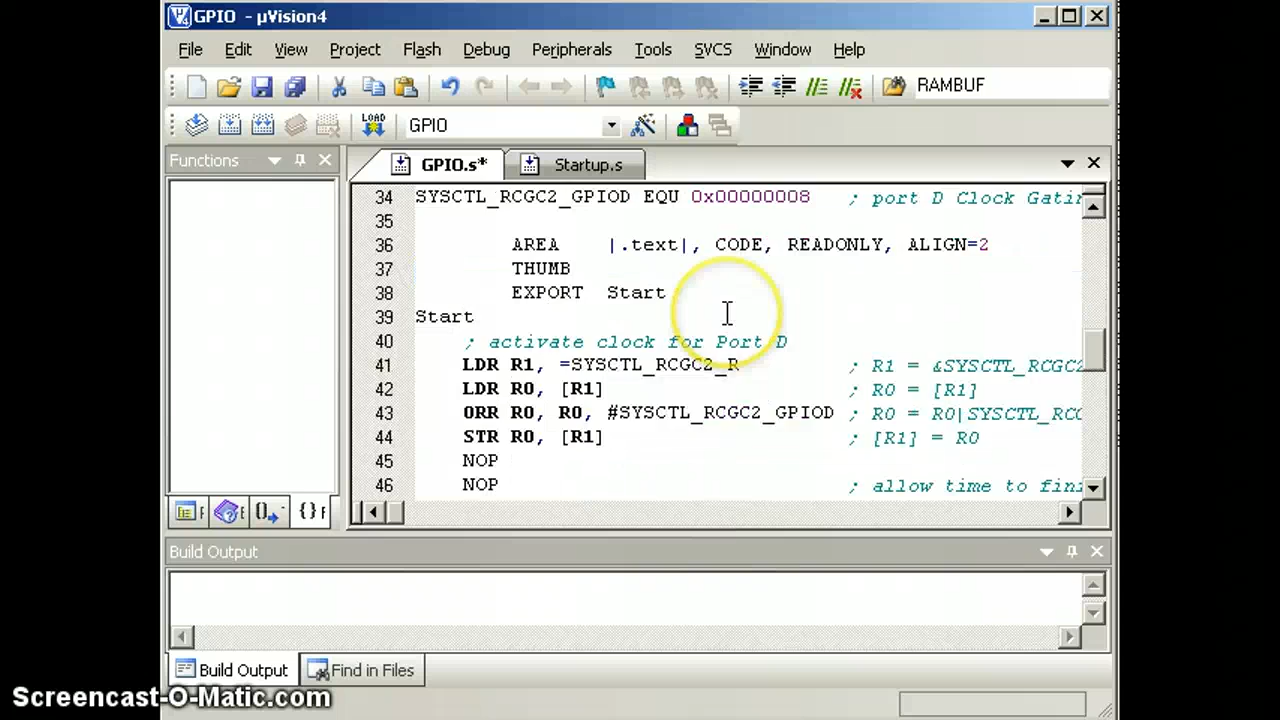 GPIO - µVision4
File Edit View Project Flash Debug Peripherals Tools SVCS Window Help
RAMBUF
LOAD GPIO
Functions
GPIO.s* Startup.s
34 SYSCTL_RCGC2_GPIOD EQU 0x00000008 ; port D Clock Gatin
35
36 AREA |.text|, CODE, READONLY, ALIGN=2
37 THUMB
38 EXPORT Start
39 Start
40 ; activate clock for Port D
41 LDR R1, =SYSCTL_RCGC2_R ; R1 = &SYSCTL_RCGC2
42 LDR R0, [R1] ; R0 = [R1]
43 ORR R0, R0, #SYSCTL_RCGC2_GPIOD ; R0 = R0|SYSCTL_RCG
44 STR R0, [R1] ; [R1] = R0
45 NOP
46 NOP ; allow time to fini
Build Output
Build Output Find in Files
Screencast-O-Matic.com